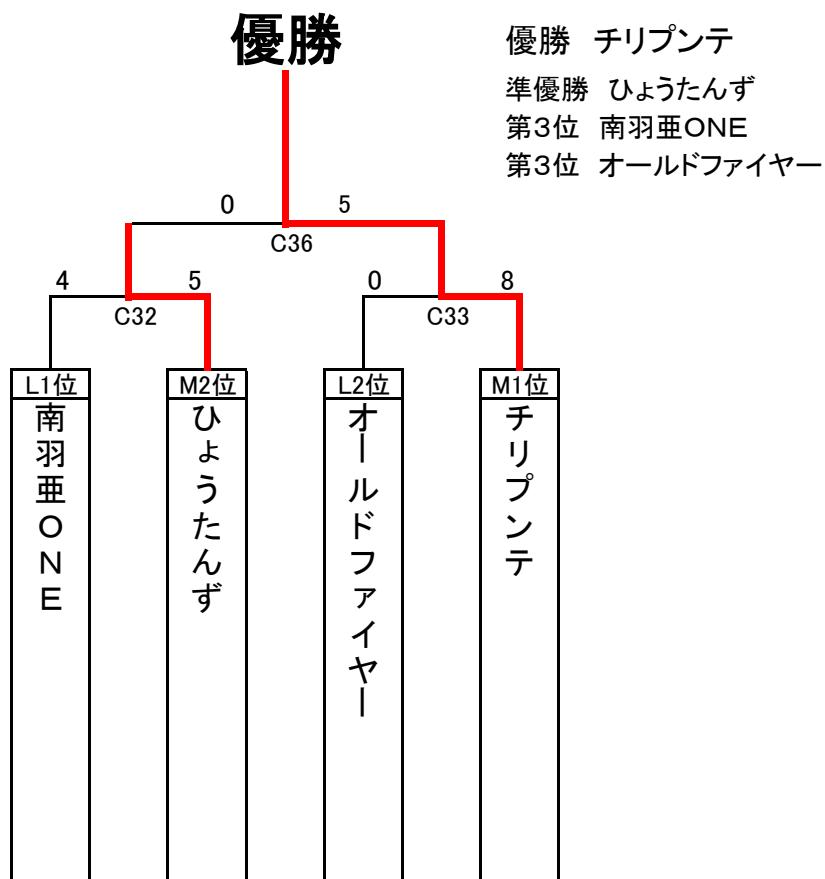 優勝
優勝 チリプンテ
準優勝 ひょうたんず
第3位 南羽亜ONE
第3位 オールドファイヤー
0 5
C36
4 5 0 8
C32 C33
L1位 M2位 L2位 M1位
南羽亜ONE
ひょうたんず
オールドファイヤー
チリプンテ